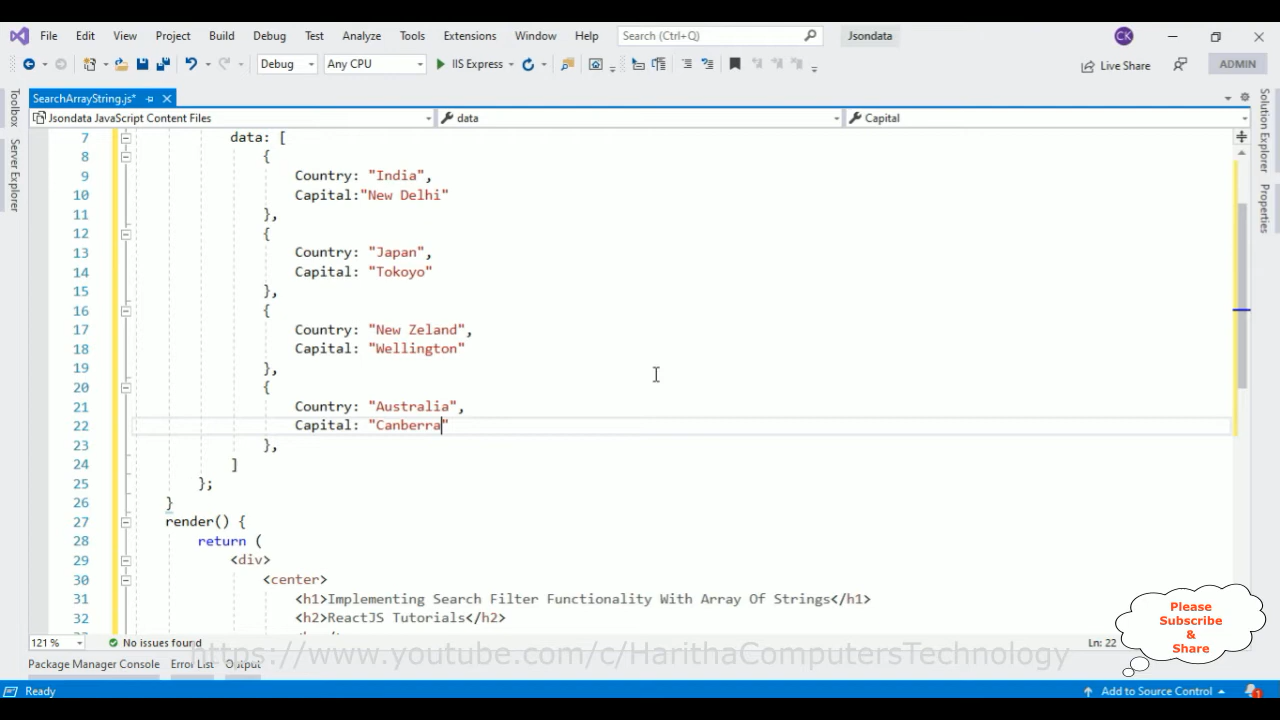 File Edit View Project Build Debug Test Analyze Tools Extensions Window Help Search (Ctrl+Q) Jsondata CK
Debug Any CPU IIS Express Live Share ADMIN
SearchArrayString.js*
Jsondata JavaScript Content Files data Capital
Toolbox
Server Explorer
Solution Explorer
Properties
7 data: [
8 {
9 Country: "India",
10 Capital:"New Delhi"
11 },
12 {
13 Country: "Japan",
14 Capital: "Tokoyo"
15 },
16 {
17 Country: "New Zeland",
18 Capital: "Wellington"
19 },
20 {
21 Country: "Australia",
22 Capital: "Canberra"
23 },
24 ]
25 };
26 }
27 render() {
28 return (
29 <div>
30 <center>
31 <h1>Implementing Search Filter Functionality With Array Of Strings</h1>
32 <h2>ReactJS Tutorials</h2>
Please
Subscribe
&
Share
121 % No issues found Ln: 22
https://www.youtube.com/c/HarithaComputersTechnology
Package Manager Console Error List Output
Ready Add to Source Control 1